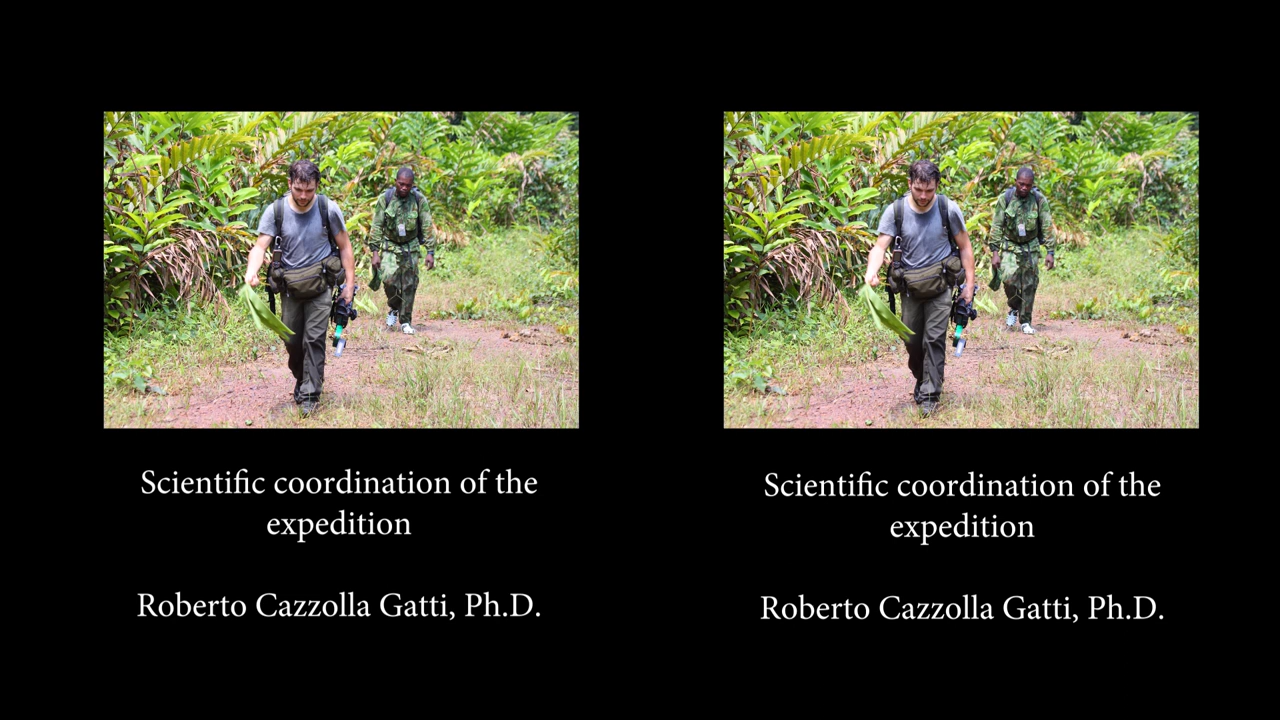 Scientific coordination of the
expedition
Roberto Cazzolla Gatti, Ph.D.
Scientific coordination of the
expedition
Roberto Cazzolla Gatti, Ph.D.